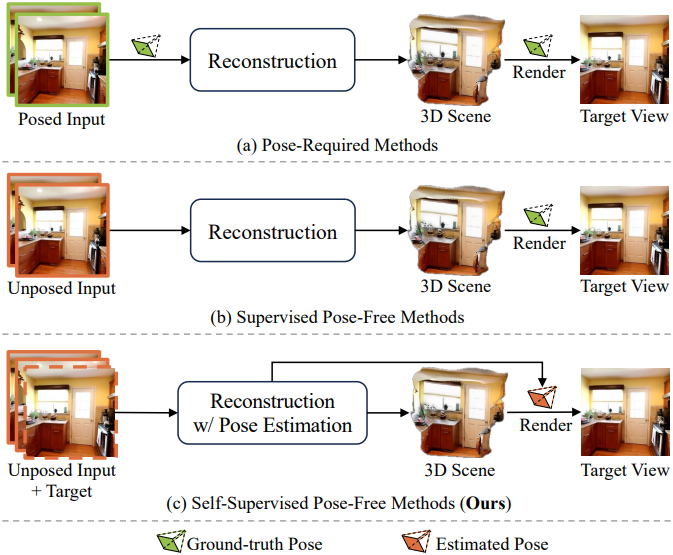 Posed Input
Reconstruction
3D Scene
Render
Target View
(a) Pose-Required Methods
Unposed Input
Reconstruction
3D Scene
Render
Target View
(b) Supervised Pose-Free Methods
Unposed Input
+ Target
Reconstruction
w/ Pose Estimation
3D Scene
Render
Target View
(c) Self-Supervised Pose-Free Methods (Ours)
Ground-truth Pose
Estimated Pose